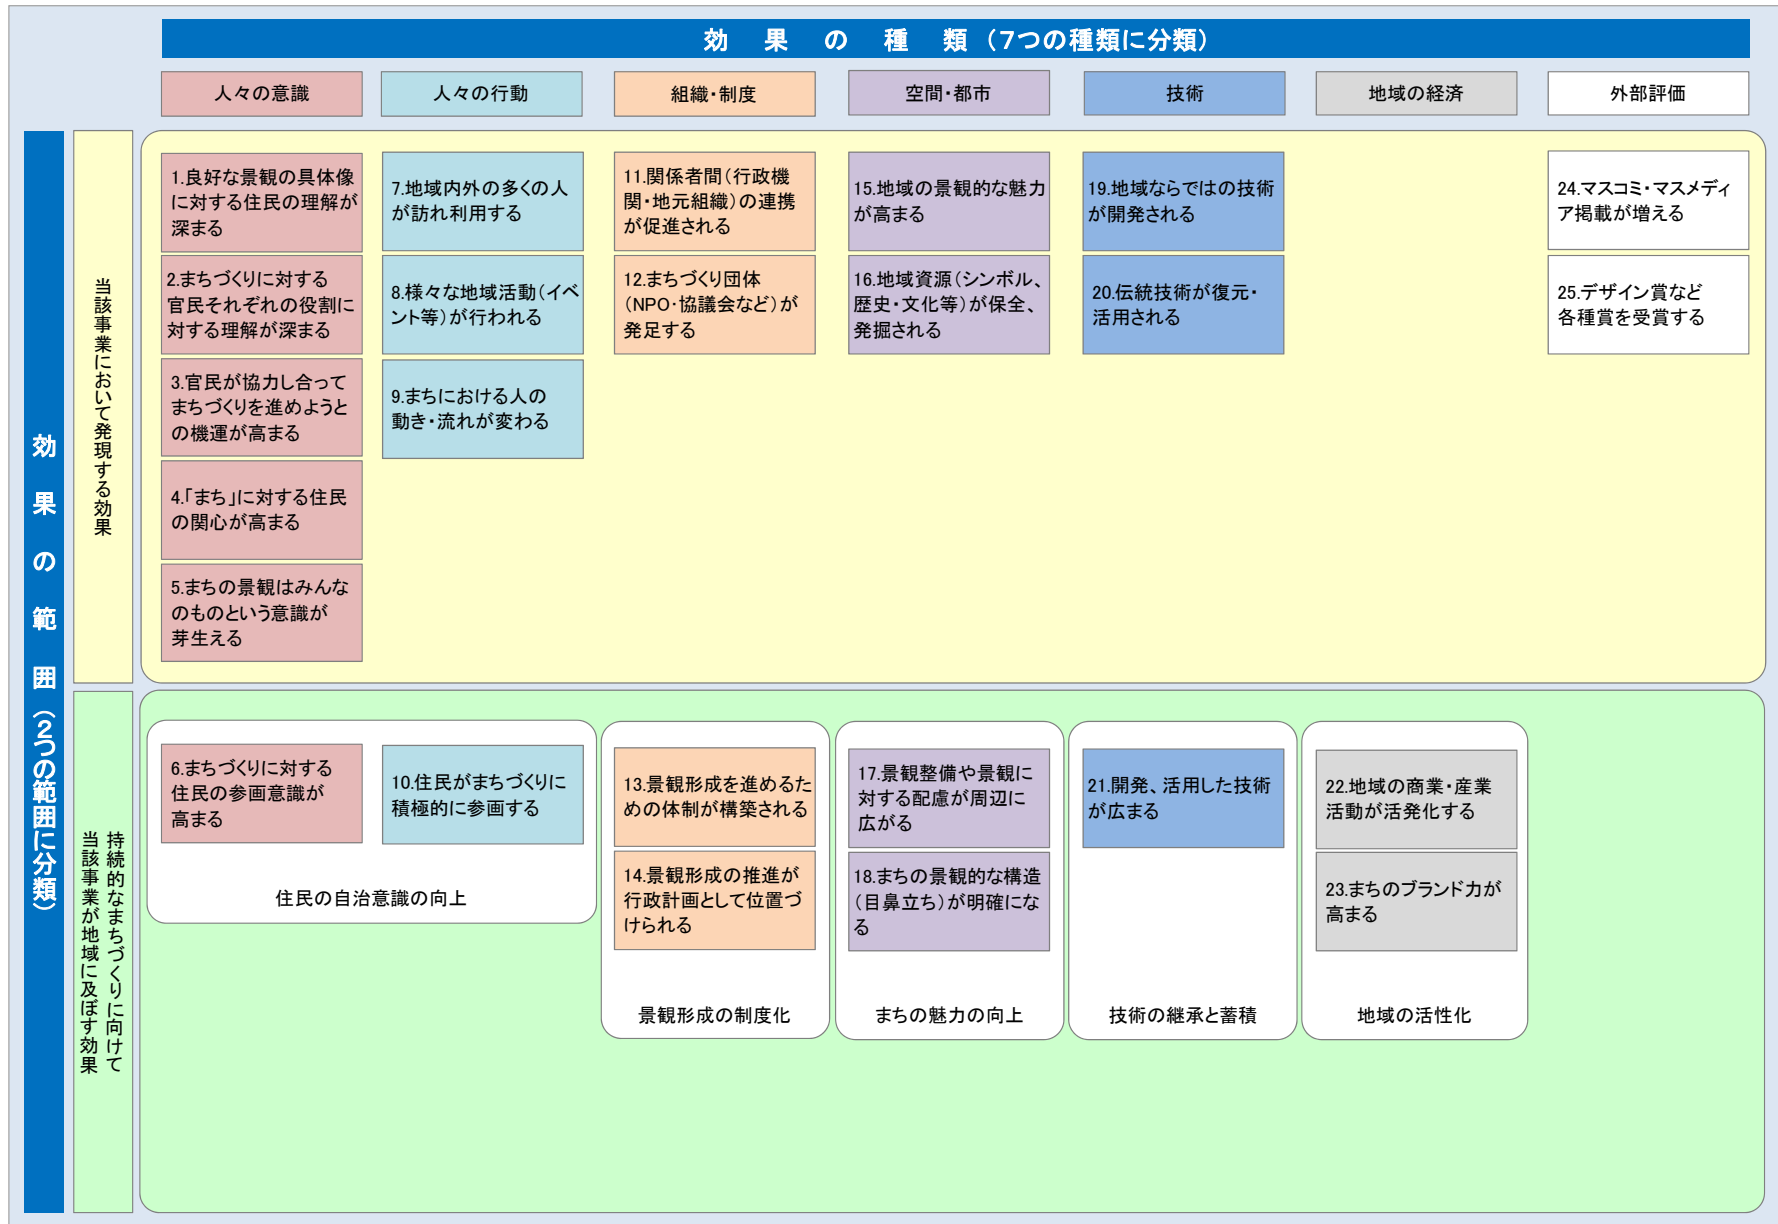 効果の種類(7つの種類に分類)
人々の意識
人々の行動
組織・制度
空間・都市
技術
地域の経済
外部評価
効果の範囲(2つの範囲に分類)
当該事業において発現する効果
1.良好な景観の具体像
に対する住民の理解が
深まる
2.まちづくりに対する
官民それぞれの役割に
対する理解が深まる
3.官民が協力し合って
まちづくりを進めようと
の機運が高まる
4.「まち」に対する住民
の関心が高まる
5.まちの景観はみんな
のものという意識が
芽生える
7.地域内外の多くの人
が訪れ利用する
8.様々な地域活動(イベ
ント等)が行われる
9.まちにおける人の
動き・流れが変わる
11.関係者間(行政機
関・地元組織)の連携
が促進される
12.まちづくり団体
(NPO・協議会など)が
発足する
15.地域の景観的な魅力
が高まる
16.地域資源(シンボル、
歴史・文化等)が保全、
発掘される
19.地域ならではの技術
が開発される
20.伝統技術が復元・
活用される
24.マスコミ・マスメディ
ア掲載が増える
25.デザイン賞など
各種賞を受賞する
持続的なまちづくりに向けて
当該事業が地域に及ぼす効果
6.まちづくりに対する
住民の参画意識が
高まる
10.住民がまちづくりに
積極的に参画する
住民の自治意識の向上
13.景観形成を進めるた
めの体制が構築される
14.景観形成の推進が
行政計画として位置づ
けられる
景観形成の制度化
17.景観整備や景観に
対する配慮が周辺に
広がる
18.まちの景観的な構造
(目鼻立ち)が明確にな
る
まちの魅力の向上
21.開発、活用した技術
が広まる
技術の継承と蓄積
22.地域の商業・産業
活動が活発化する
23.まちのブランド力が
高まる
地域の活性化